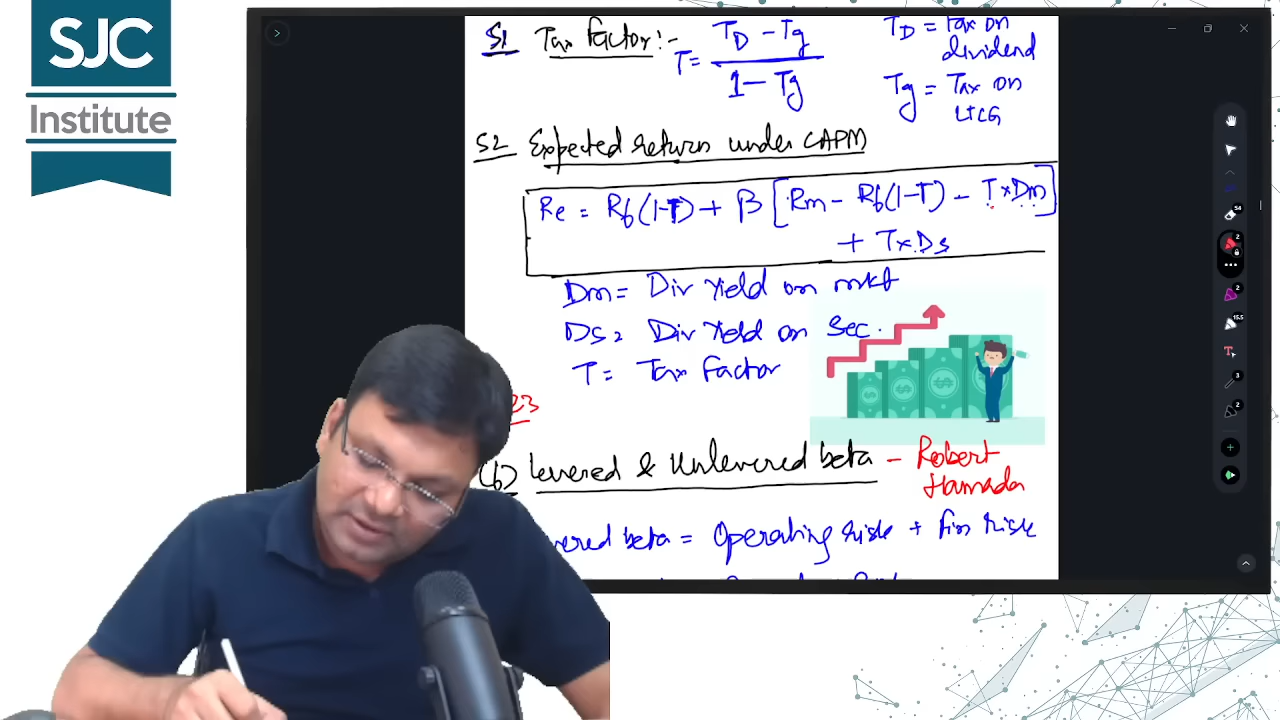 SJC
Institute
S1 Tax Factor:- T = TD - Tg / 1 - Tg
TD = Tax on dividend
Tg = Tax on LTCG
S2 Expected return under CAPM
Re = Rf(1-T) + β [Rm - Rf(1-T) - T×Dm]
+ T×Ds
Dm = Div Yield on mkt
Ds = Div Yield on Sec.
T = Tax Factor
23
(b) Levered & Unlevered beta - Robert Hamada
vered beta = Operating risk + fin risk